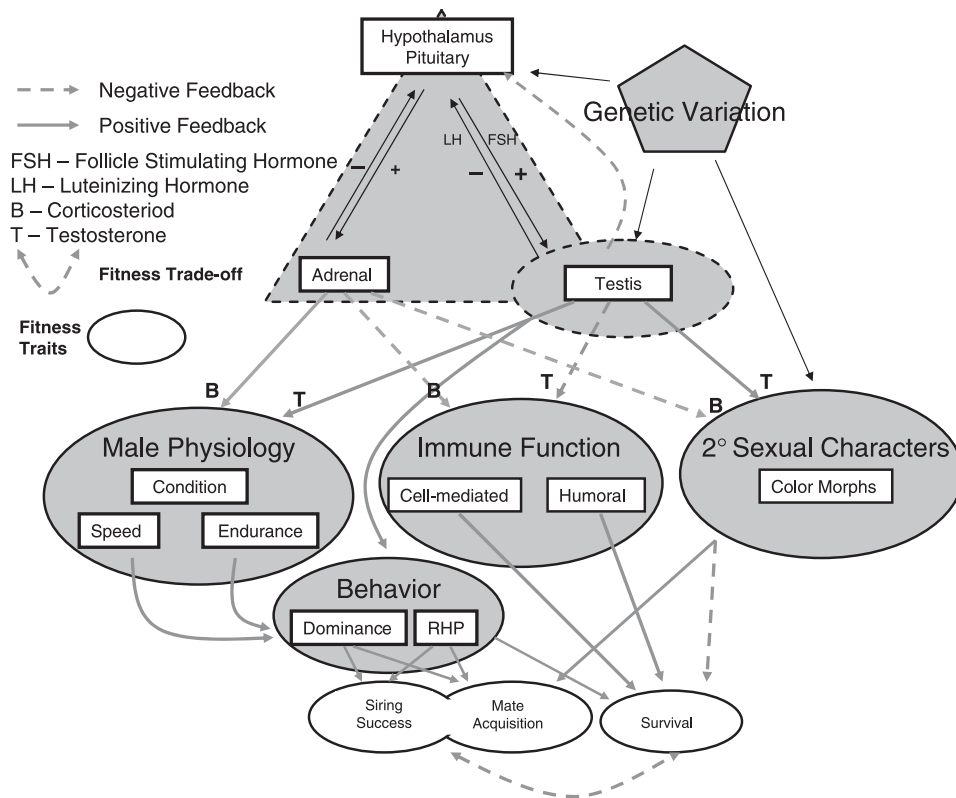 Hypothalamus
Pituitary
Genetic Variation
Negative Feedback
Positive Feedback
FSH – Follicle Stimulating Hormone
LH – Luteinizing Hormone
B – Corticosteriod
T – Testosterone
Fitness Trade-off
Fitness
Traits
LH
FSH
–
+
–
+
Adrenal
Testis
B
T
B
T
B
T
Male Physiology
Condition
Speed
Endurance
Immune Function
Cell-mediated
Humoral
2° Sexual Characters
Color Morphs
Behavior
Dominance
RHP
Siring
Success
Mate
Acquisition
Survival